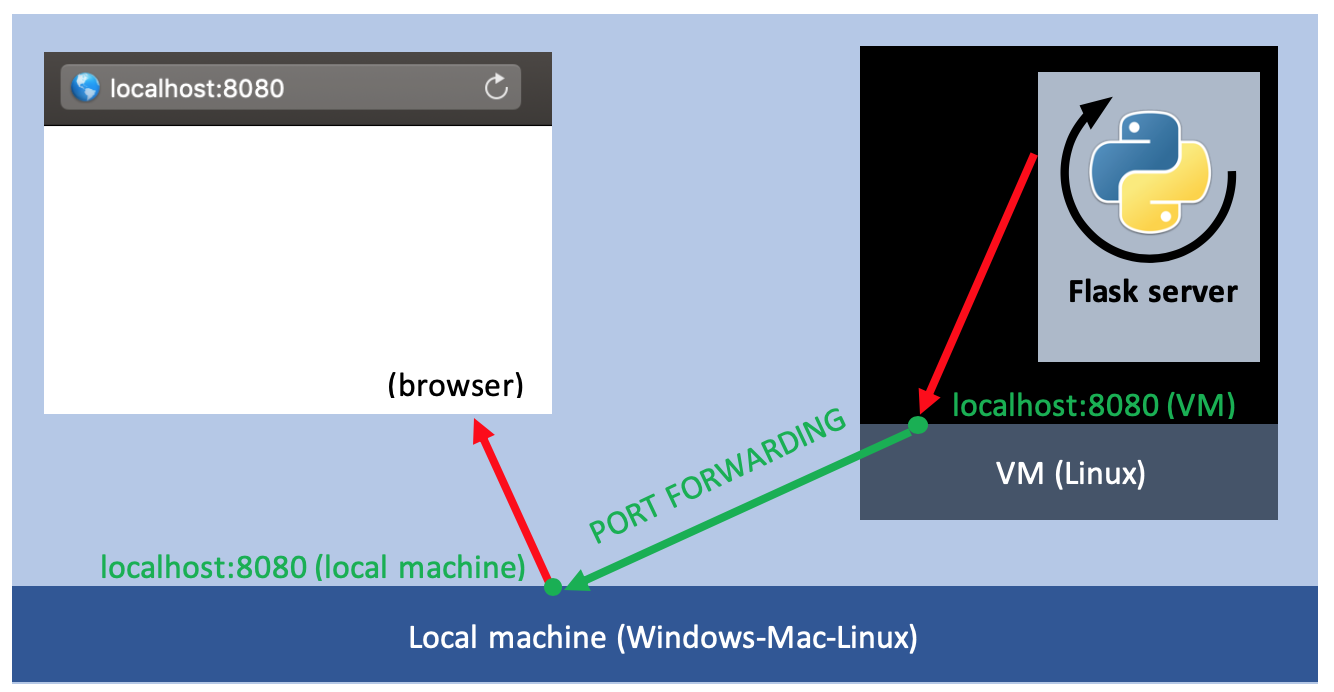 localhost:8080
(browser)
Flask server
localhost:8080 (VM)
VM (Linux)
PORT FORWARDING
localhost:8080 (local machine)
Local machine (Windows-Mac-Linux)